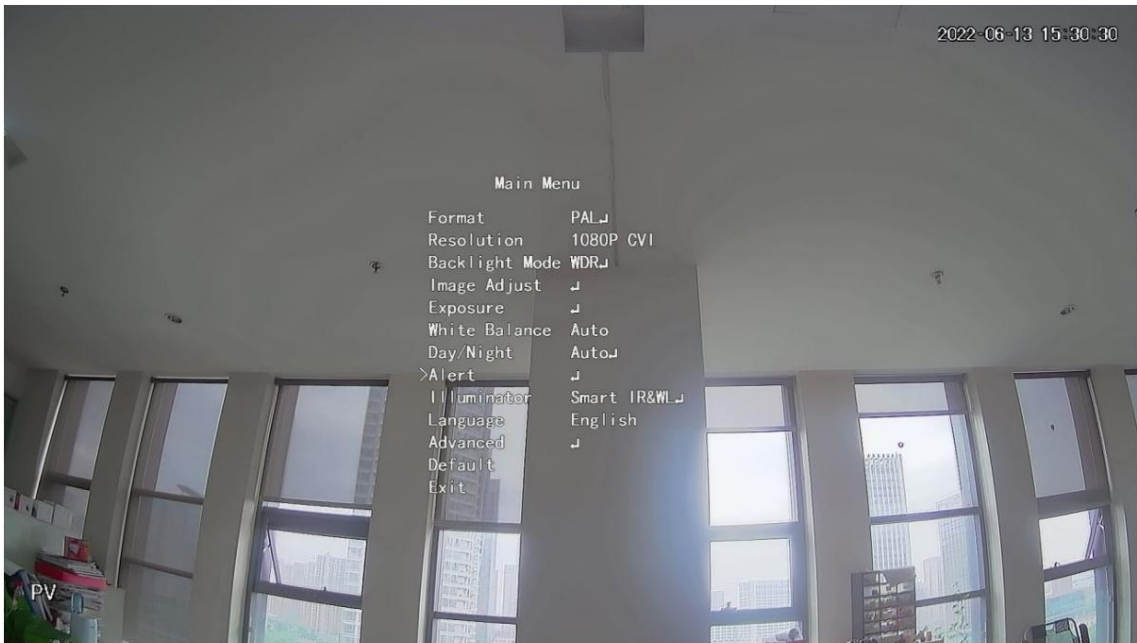 2022-06-13 15:30:30
Main Menu
Format PAL↵
Resolution 1080P CVI
Backlight Mode WDR↵
Image Adjust ↵
Exposure ↵
White Balance Auto
Day/Night Auto↵
>Alert ↵
Illuminator Smart IR&WL↵
Language English
Advanced ↵
Default
Exit
PV